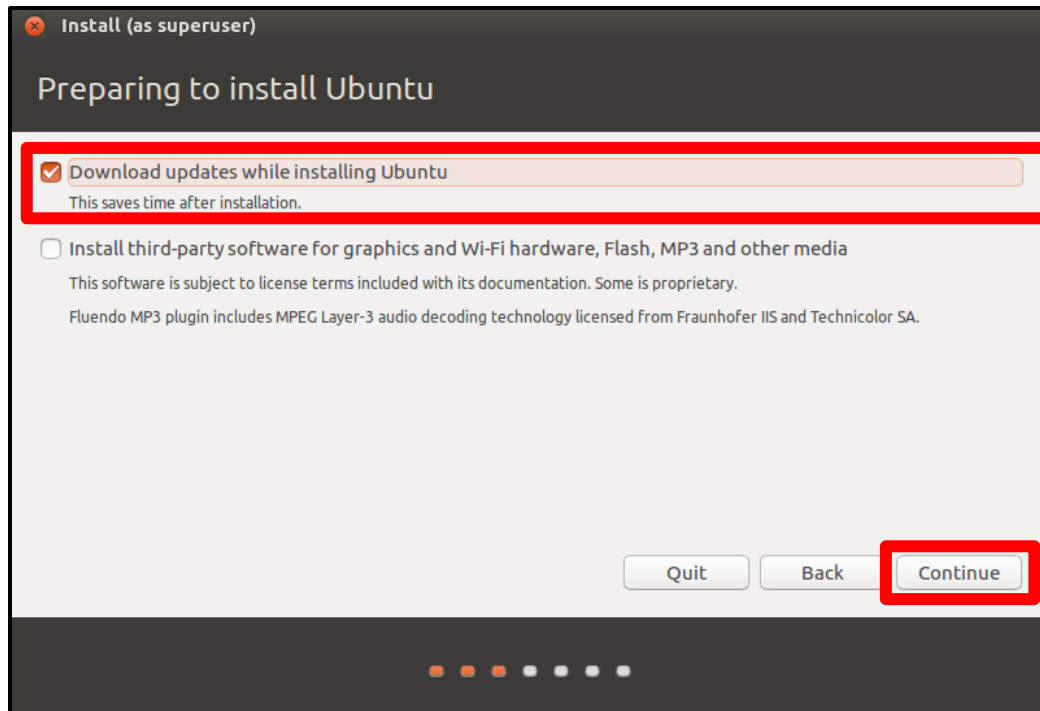 Install (as superuser)
Preparing to install Ubuntu
Download updates while installing Ubuntu
This saves time after installation.
Install third-party software for graphics and Wi-Fi hardware, Flash, MP3 and other media
This software is subject to license terms included with its documentation. Some is proprietary.
Fluendo MP3 plugin includes MPEG Layer-3 audio decoding technology licensed from Fraunhofer IIS and Technicolor SA.
Quit Back Continue